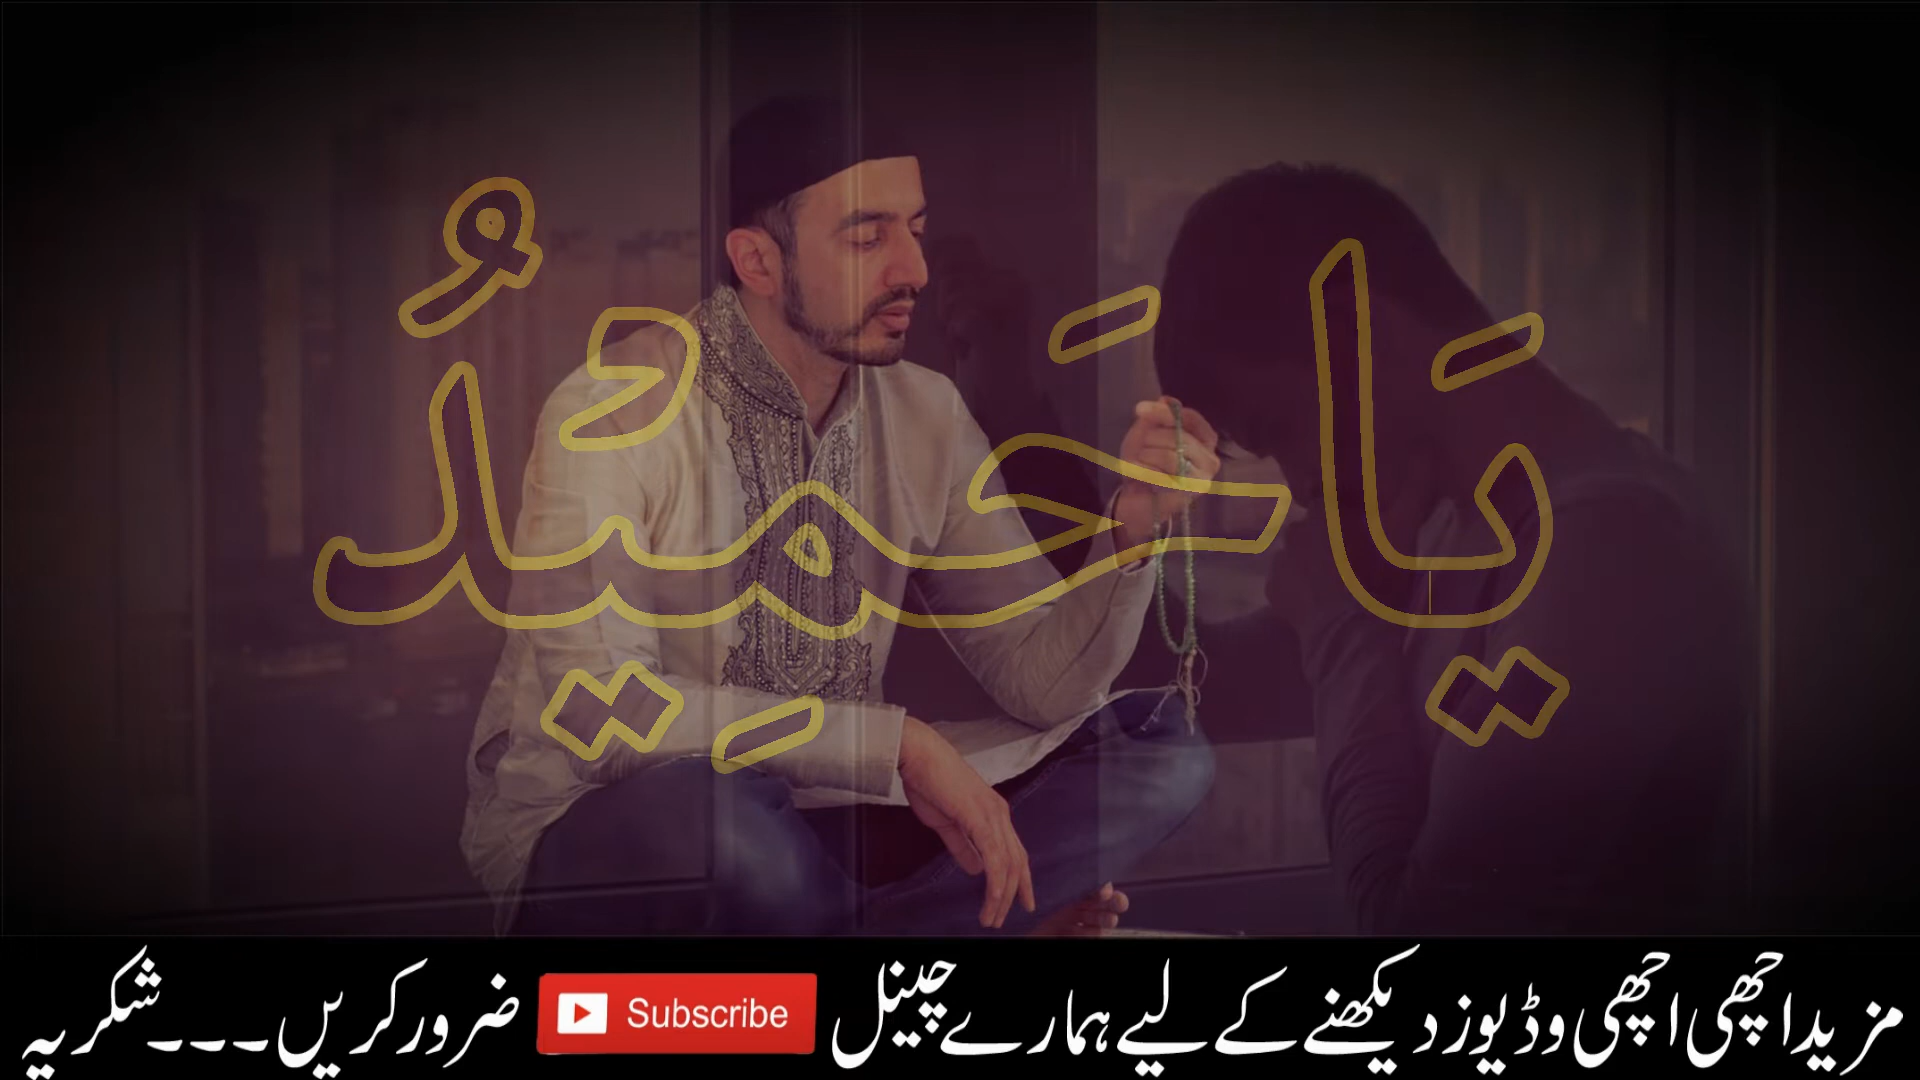 يَا حَمِيْدُ
مزید اچھی اچھی وڈیوز دیکھنے کے لیے ہمارے چینل Subscribe ضرور کریں۔۔۔شکریہ